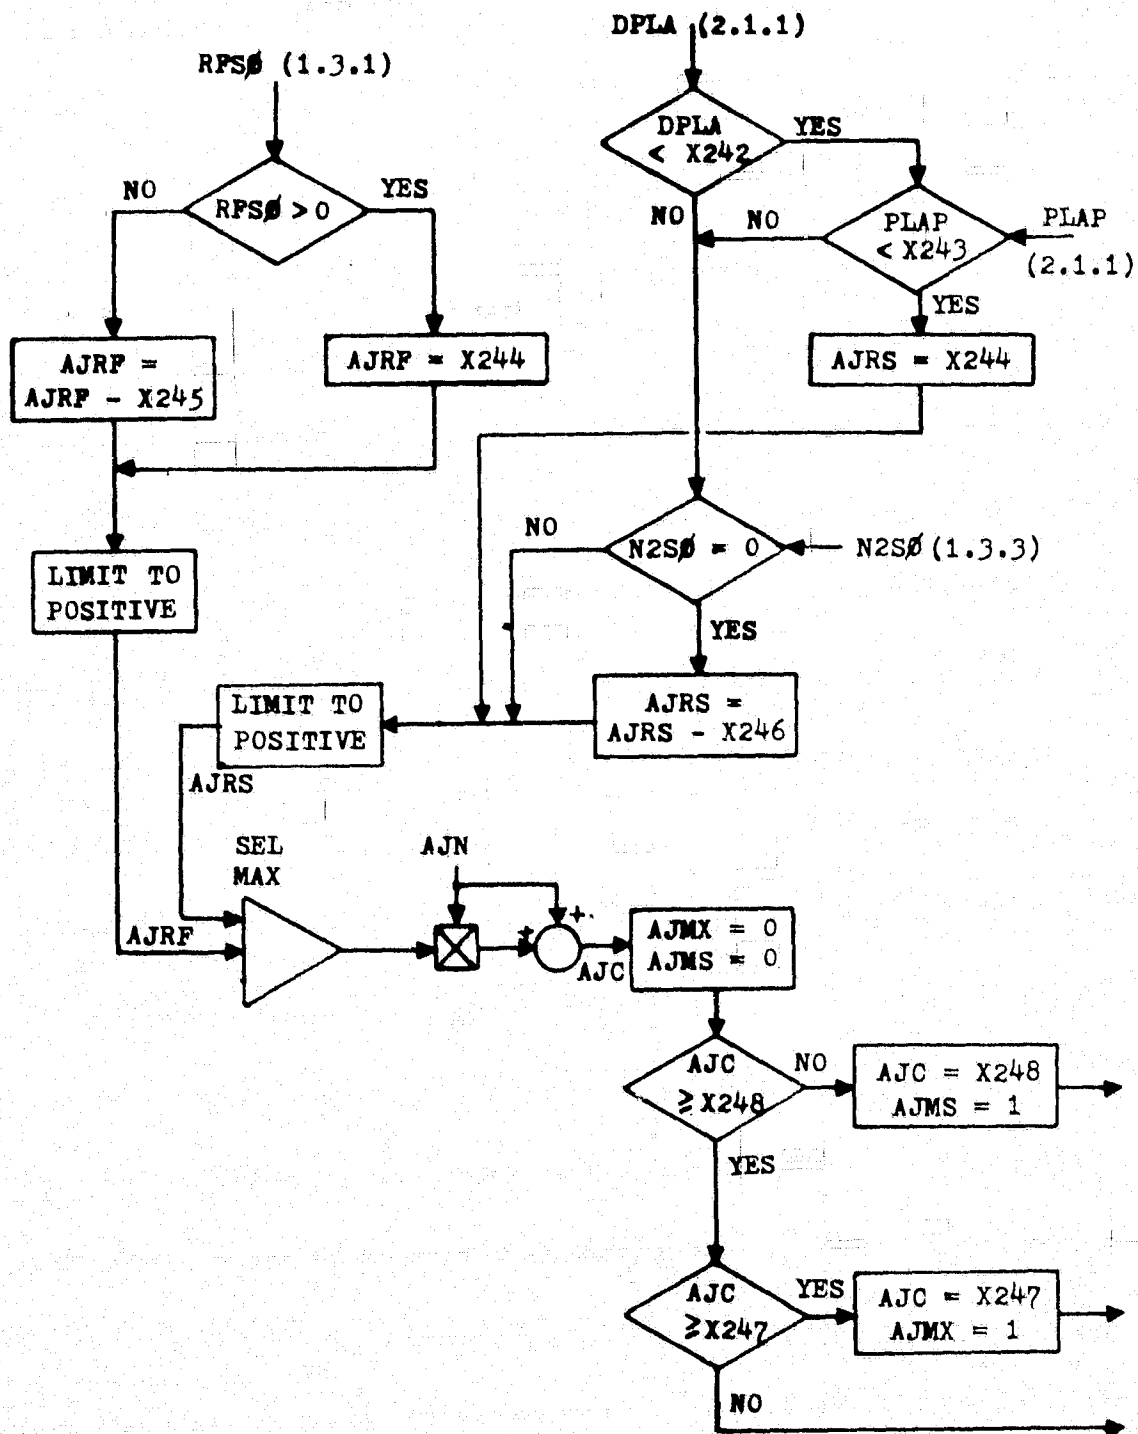 DPLA (2.1.1)
RFSØ (1.3.1)
DPLA
< X242
YES
NO
YES
RFSØ > 0
NO
NO
PLAP
< X243
PLAP
(2.1.1)
YES
AJRF =
AJRF - X245
AJRF = X244
AJRS = X244
NO
N2SØ = 0
N2SØ (1.3.3)
LIMIT TO
POSITIVE
YES
LIMIT TO
POSITIVE
AJRS =
AJRS - X246
AJRS
SEL
MAX
AJN
+
+
AJRF
AJC
AJMX = 0
AJMS = 0
AJC
≥ X248
NO
AJC = X248
AJMS = 1
YES
AJC
≥X247
YES
AJC = X247
AJMX = 1
NO